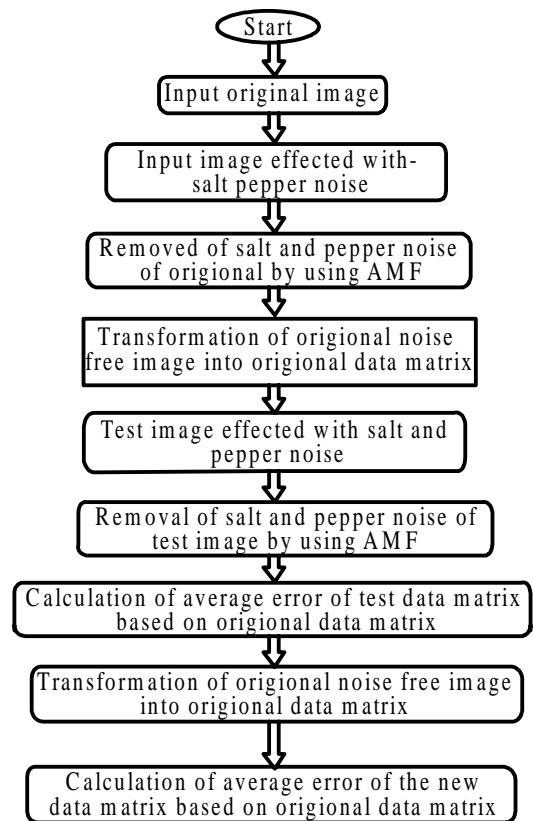 Start
Input original image
Input image effected with-
salt pepper noise
Removed of salt and pepper noise
of origional by using AMF
Transformation of origional noise
free image into origional data matrix
Test image effected with salt and
pepper noise
Removal of salt and pepper noise of
test image by using AMF
Calculation of average error of test data matrix
based on origional data matrix
Transformation of origional noise free image
into origional data matrix
Calculation of average error of the new
data matrix based on origional data matrix